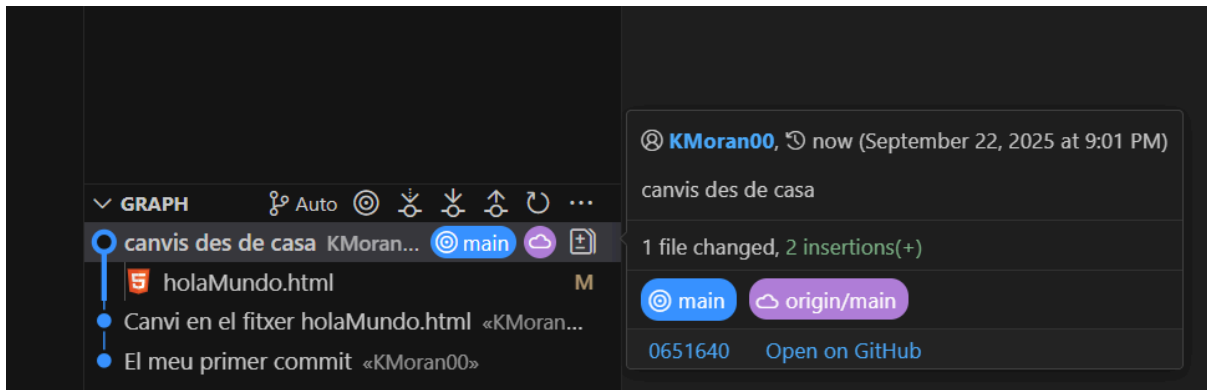 GRAPH Auto
canvis des de casa KMoran... main
holaMundo.html M
Canvi en el fitxer holaMundo.html «KMoran...
El meu primer commit «KMoran00»
KMoran00, now (September 22, 2025 at 9:01 PM)
canvis des de casa
1 file changed, 2 insertions(+)
main origin/main
0651640 Open on GitHub